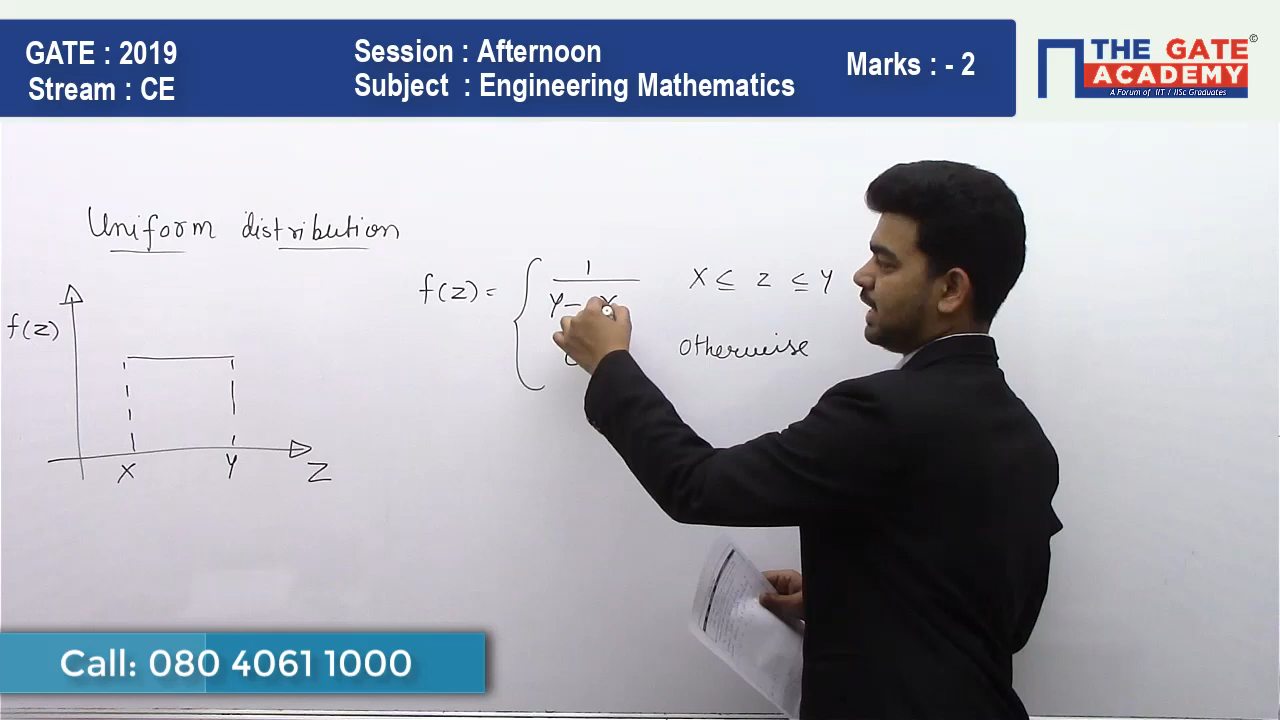 GATE : 2019
Stream : CE
Session : Afternoon
Subject : Engineering Mathematics
Marks : - 2
THE GATE
ACADEMY
©
A Forum of IIT / IISc Graduates
Uniform distribution
f(z)
X
Y
Z
f(z) = {
1
Y - X
X ≤ z ≤ Y
otherwise
Call: 080 4061 1000